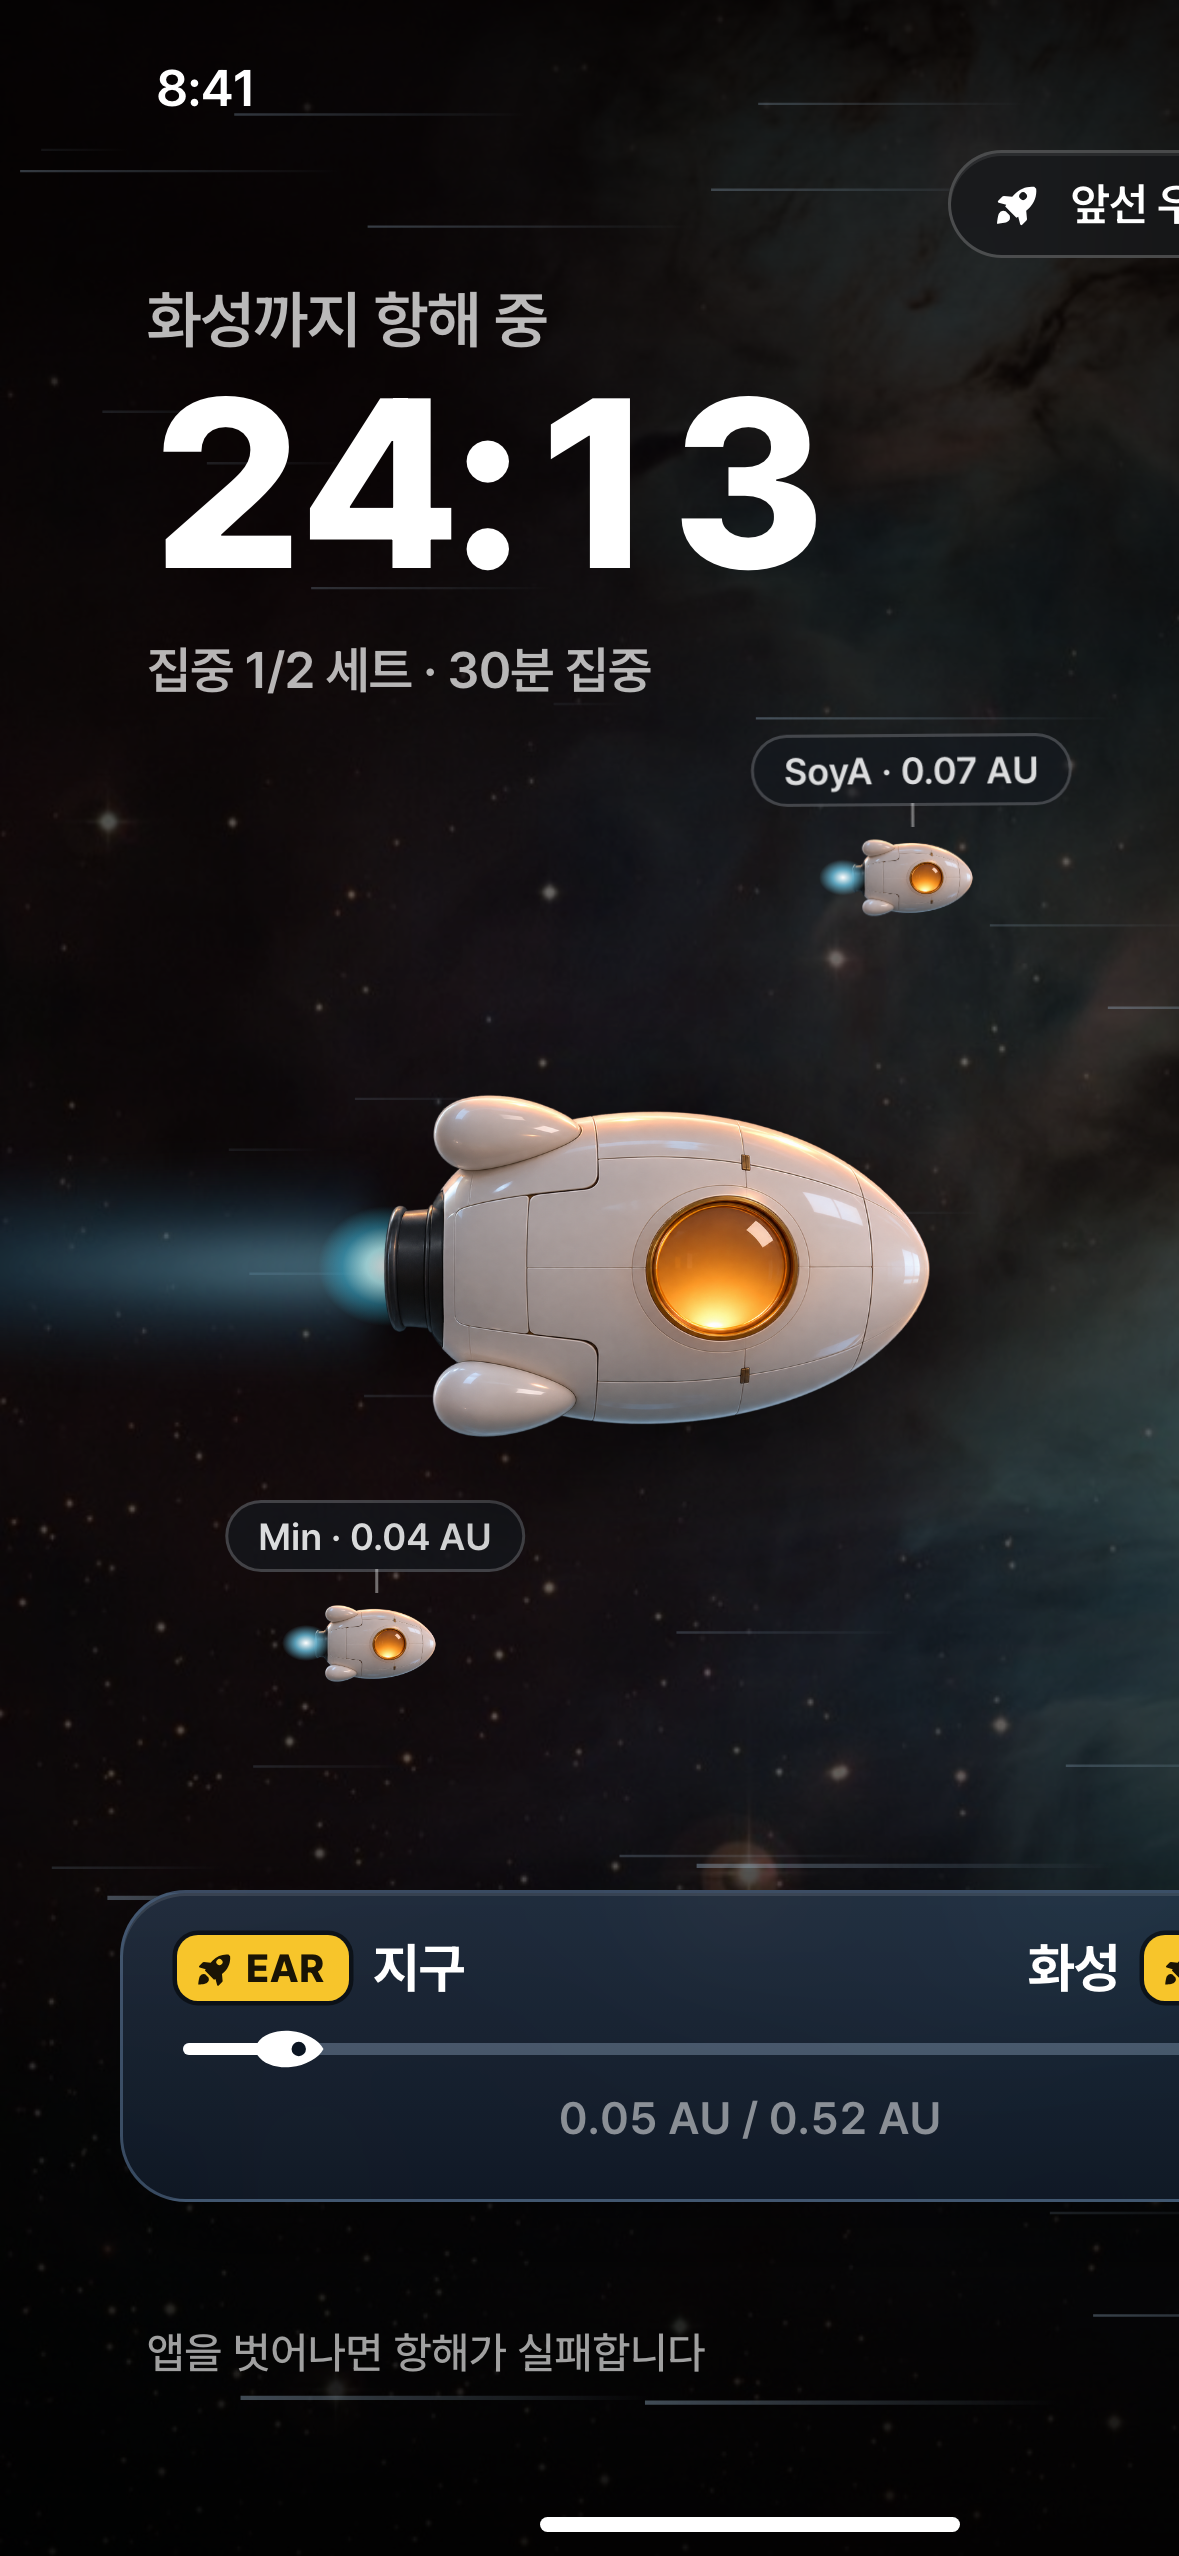 8:41
앞선
화성까지 항해 중
24:13
집중 1/2 세트 · 30분 집중
SoyA · 0.07 AU
Min · 0.04 AU
EAR 지구 화성
0.05 AU / 0.52 AU
앱을 벗어나면 항해가 실패합니다